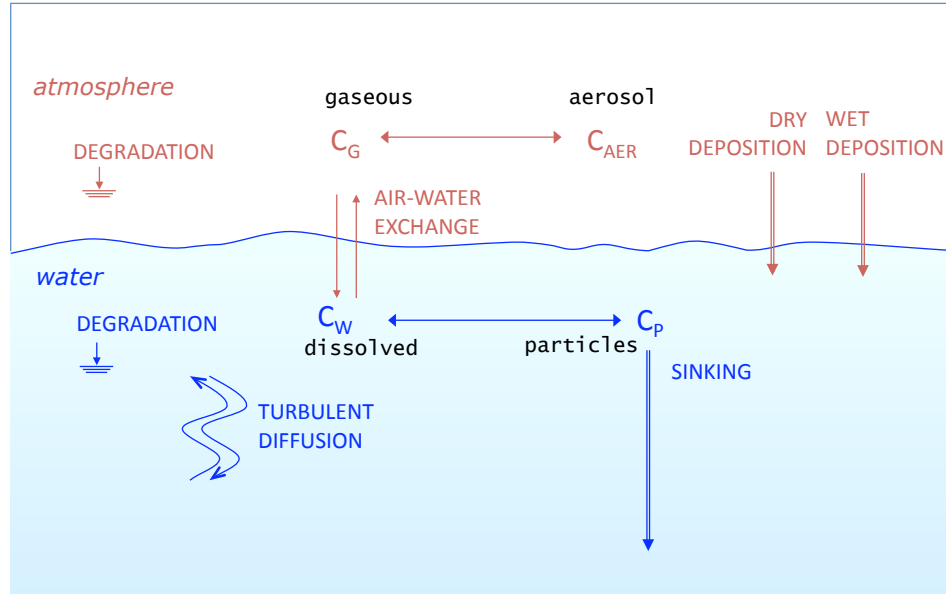 atmosphere
gaseous
aerosol
DEGRADATION
C_G
C_AER
DRY
DEPOSITION
WET
DEPOSITION
AIR-WATER
EXCHANGE
water
DEGRADATION
C_W
dissolved
C_P
particles
SINKING
TURBULENT
DIFFUSION